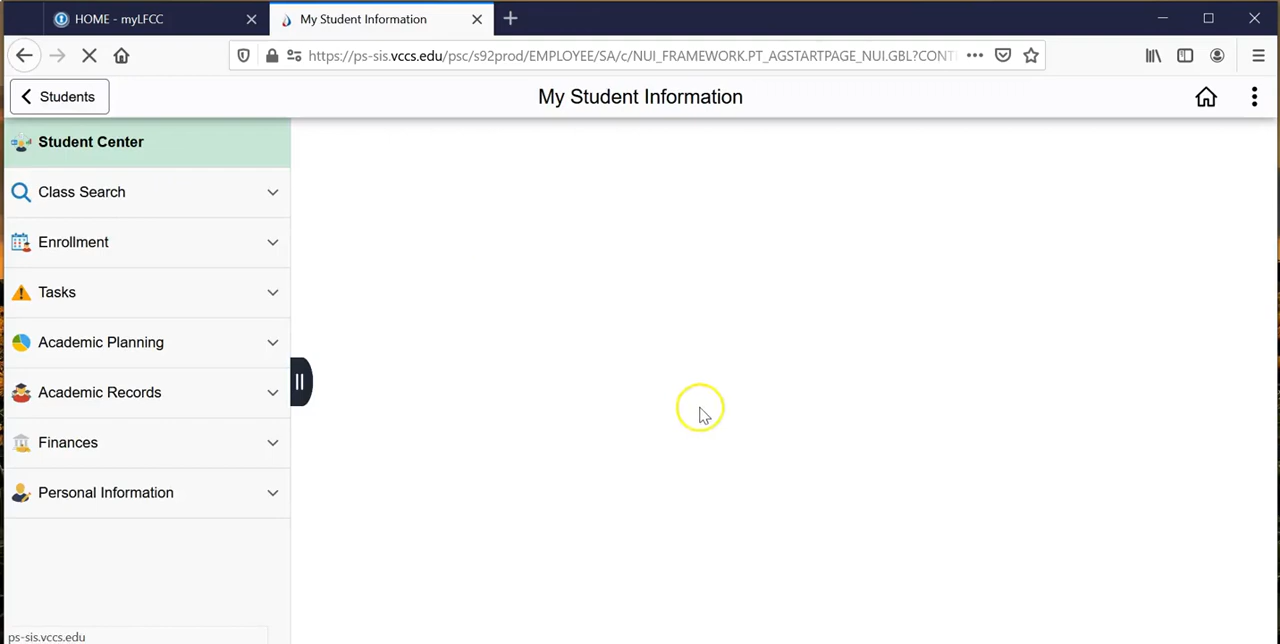 HOME - myLFCC
My Student Information
https://ps-sis.vccs.edu/psc/s92prod/EMPLOYEE/SA/c/NUI_FRAMEWORK.PT_AGSTARTPAGE_NUI.GBL?CONT
Students
My Student Information
Student Center
Class Search
Enrollment
Tasks
Academic Planning
Academic Records
Finances
Personal Information
ps-sis.vccs.edu